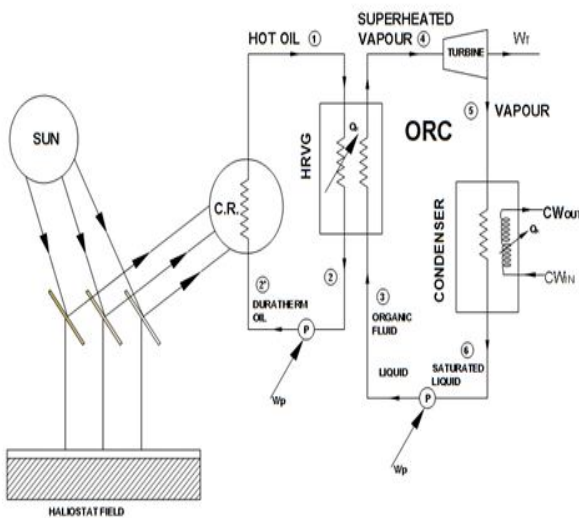 SUPERHEATED
VAPOUR ④
HOT OIL ①
TURBINE
WT
⑤
VAPOUR
SUN
HRVG
Q
ORC
C.R.
CONDENSER
CWOUT
Q
CWIN
②
2'
DURATHERM
OIL
③
ORGANIC
FLUID
⑥
SATURATED
LIQUID
LIQUID
P
P
Wp
Wp
HALIOSTAT FIELD